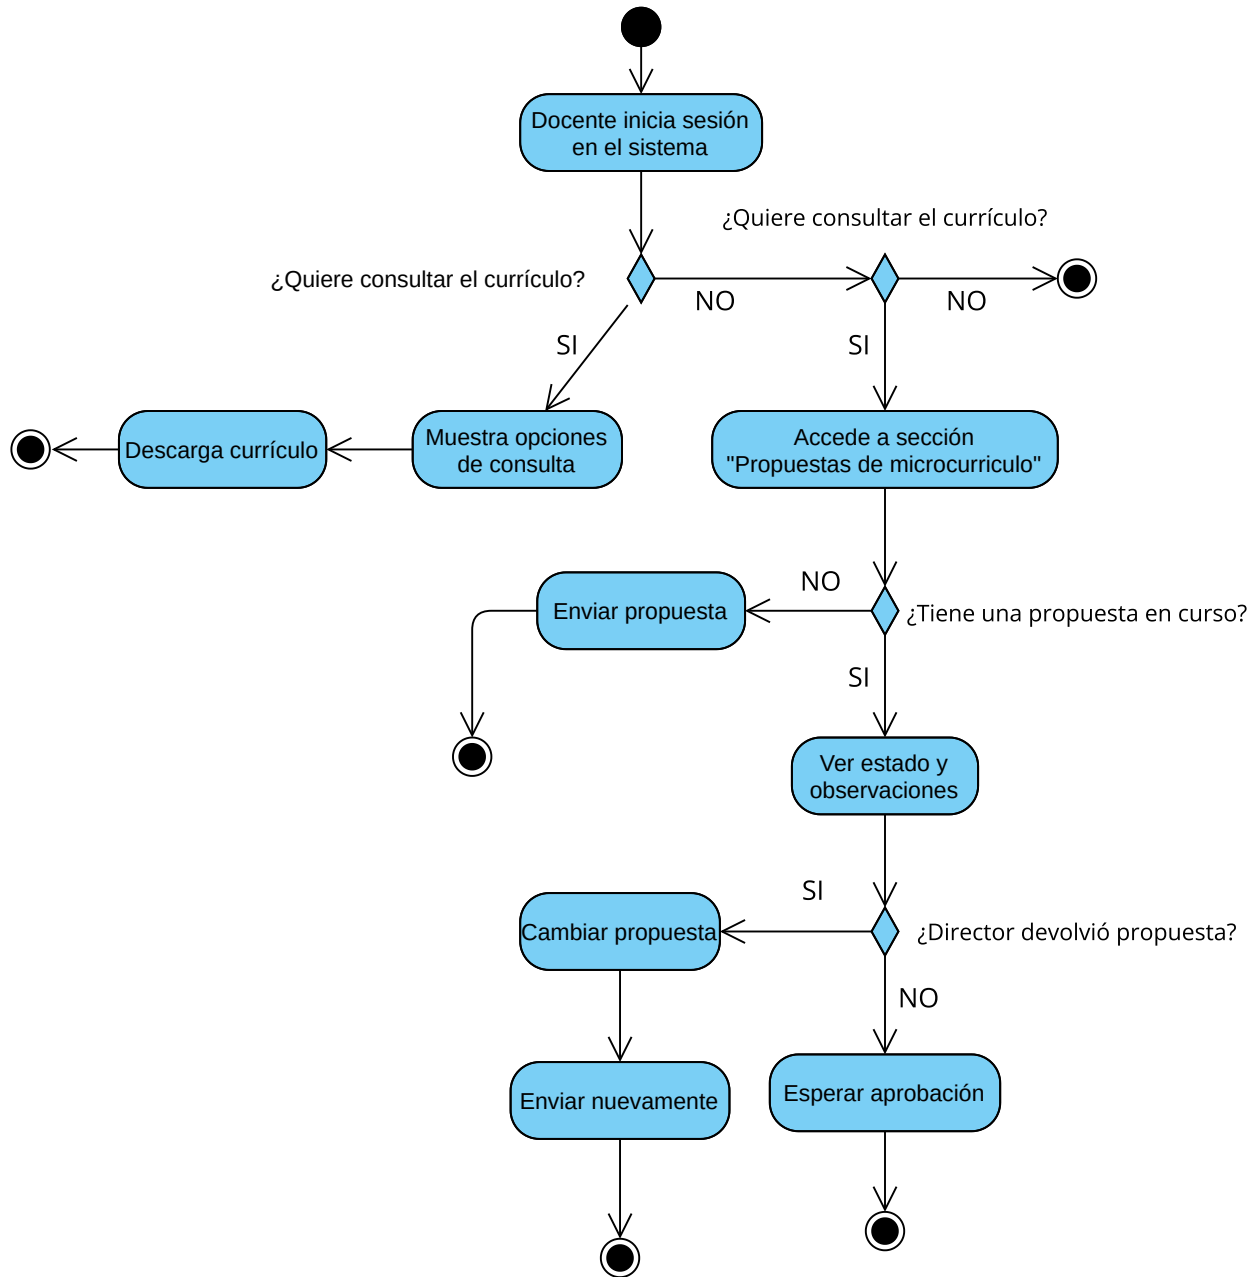 Docente inicia sesión
en el sistema
¿Quiere consultar el currículo?
¿Quiere consultar el currículo?
NO
NO
SI
SI
Descarga currículo
Muestra opciones
de consulta
Accede a sección
"Propuestas de microcurriculo"
NO
Enviar propuesta
¿Tiene una propuesta en curso?
SI
Ver estado y
observaciones
SI
Cambiar propuesta
¿Director devolvió propuesta?
NO
Enviar nuevamente
Esperar aprobación